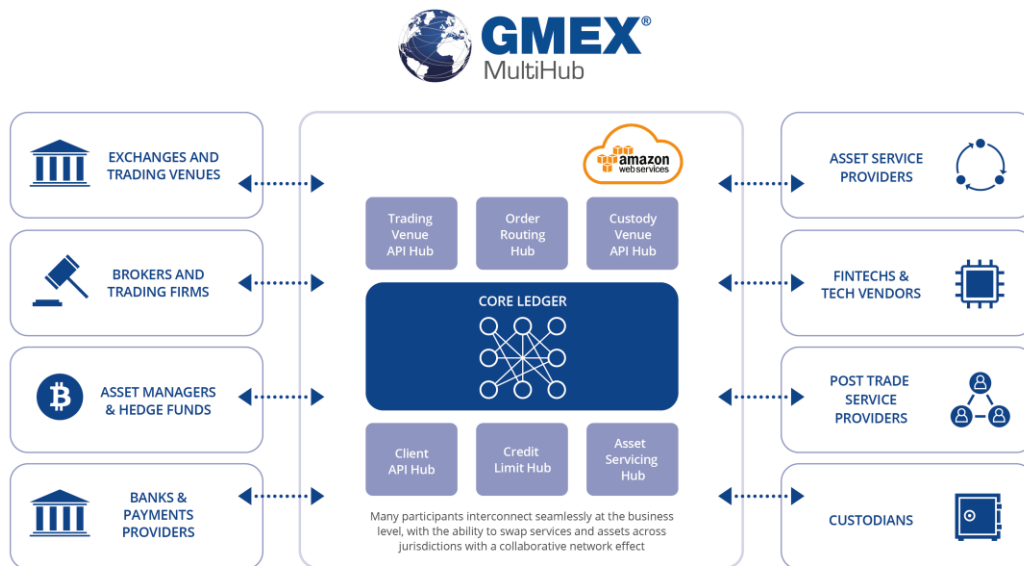 GMEX®
MultiHub
EXCHANGES AND
TRADING VENUES
BROKERS AND
TRADING FIRMS
ASSET MANAGERS
& HEDGE FUNDS
BANKS &
PAYMENTS
PROVIDERS
amazon
webservices
Trading
Venue
API Hub
Order
Routing
Hub
Custody
Venue
API Hub
CORE LEDGER
Client
API Hub
Credit
Limit Hub
Asset
Servicing
Hub
Many participants interconnect seamlessly at the business
level, with the ability to swap services and assets across
jurisdictions with a collaborative network effect
ASSET SERVICE
PROVIDERS
FINTECHS &
TECH VENDORS
POST TRADE
SERVICE
PROVIDERS
CUSTODIANS